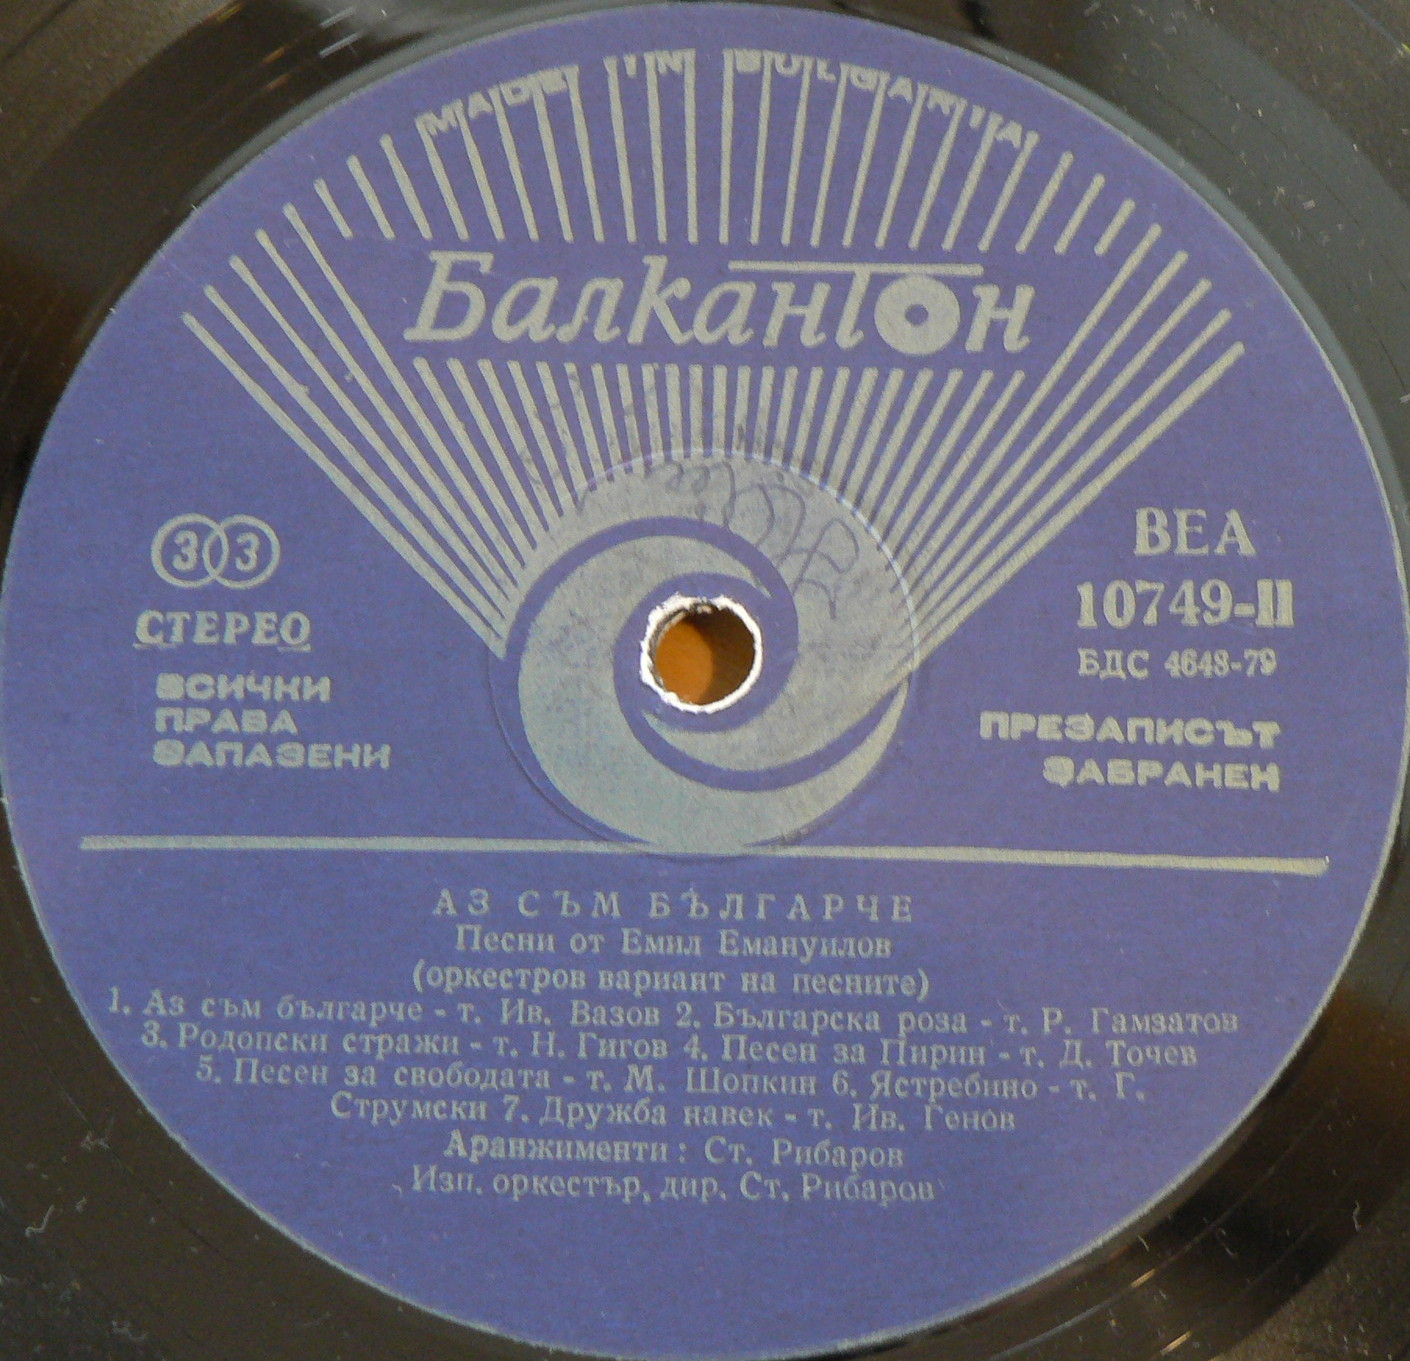 MADE IN BULGARIA
Балкантон
33
СТЕРЕО
ВСИЧКИ
ПРАВА
ЗАПАЗЕНИ
ВЕА
10749-II
БДС 4648-79
ПРЕЗАПИСЪТ
ЗАБРАНЕН
АЗ СЪМ БЪЛГАРЧЕ
Песни от Емил Емануилов
(оркестров вариант на песните)
1. Аз съм българче - т. Ив. Вазов 2. Българска роза - т. Р. Гамзатов
3. Родопски стражи - т. Н. Гигов 4. Песен за Пирин - т. Д. Точев
5. Песен за свободата - т. М. Шопкин 6. Ястребино - т. Г.
Струмски 7. Дружба навек - т. Ив. Генов
Аранжименти: Ст. Рибаров
Изп. оркестър, дир. Ст. Рибаров